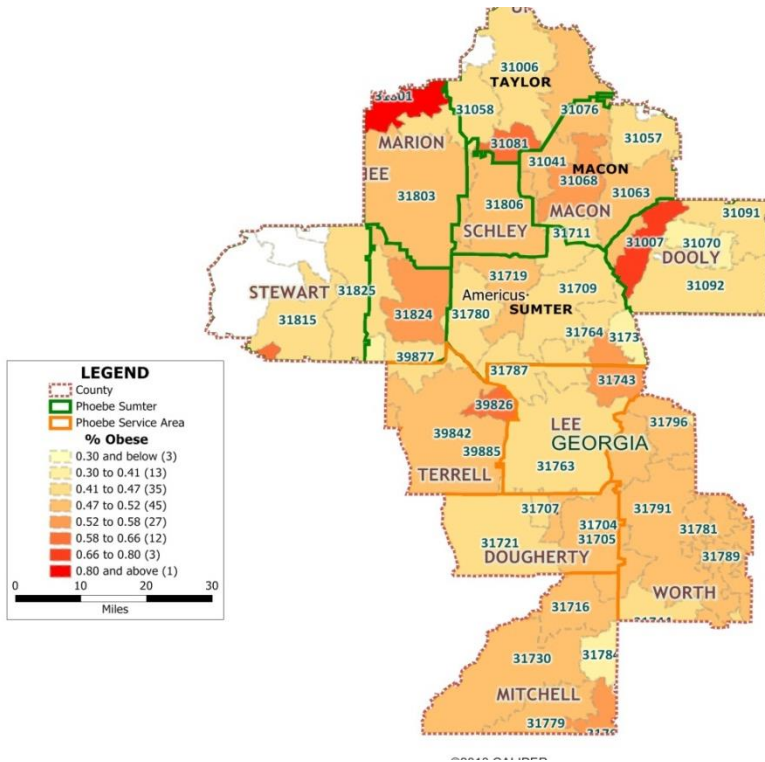 31006
TAYLOR
31801
31058
31076
MARION
31081
31057
31041
MACON
EE
31068
31803
31063
31806
MACON
31091
SCHLEY
31711
31007
31070
DOOLY
31719
31092
STEWART
31825
31709
Americus
SUMTER
31824
31780
31815
31764
3173
39877
31787
31743
39826
LEE
31796
GEORGIA
39842
39885
31763
TERRELL
31707
31791
31704
31781
31721
31705
31789
DOUGHERTY
WORTH
31716
31784
31730
MITCHELL
31779
LEGEND
County
Phoebe Sumter
Phoebe Service Area
% Obese
0.30 and below (3)
0.30 to 0.41 (13)
0.41 to 0.47 (35)
0.47 to 0.52 (45)
0.52 to 0.58 (27)
0.58 to 0.66 (12)
0.66 to 0.80 (3)
0.80 and above (1)
0 10 20 30
Miles